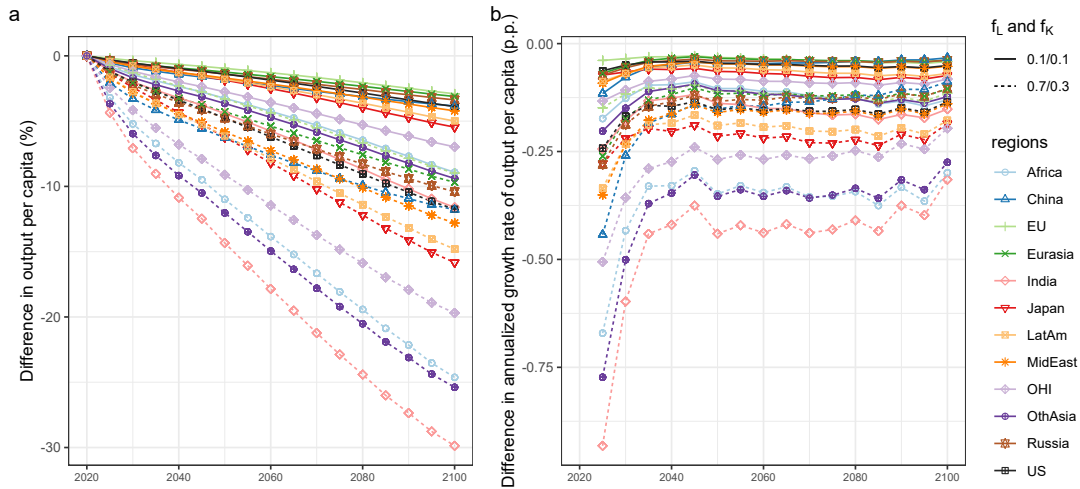 a
b
Difference in output per capita (%)
0
-10
-20
-30
2020
2040
2060
2080
2100
Difference in annualized growth rate of output per capita (p.p.)
0.00
-0.25
-0.50
-0.75
2020
2040
2060
2080
2100
f_L and f_K
0.1/0.1
0.7/0.3
regions
Africa
China
EU
Eurasia
India
Japan
LatAm
MidEast
OHI
OthAsia
Russia
US